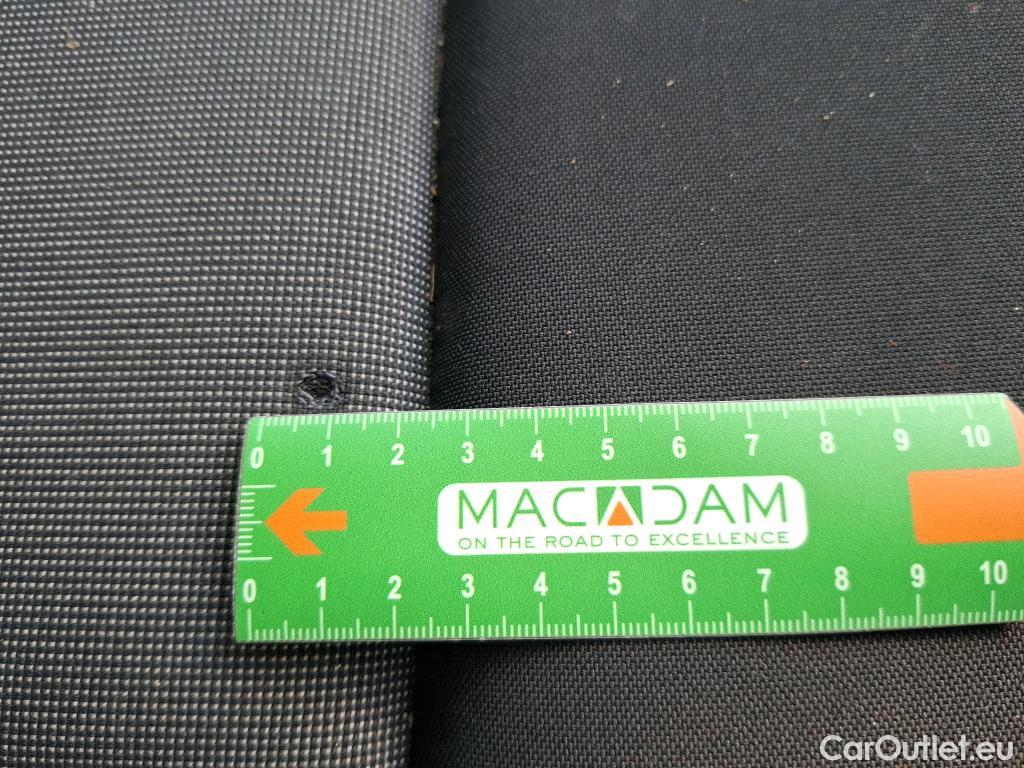 0 1 2 3 4 5 6 7 8 9 10
MACADAM
ON THE ROAD TO EXCELLENCE
0 1 2 3 4 5 6 7 8 9 10
CarOutlet.eu